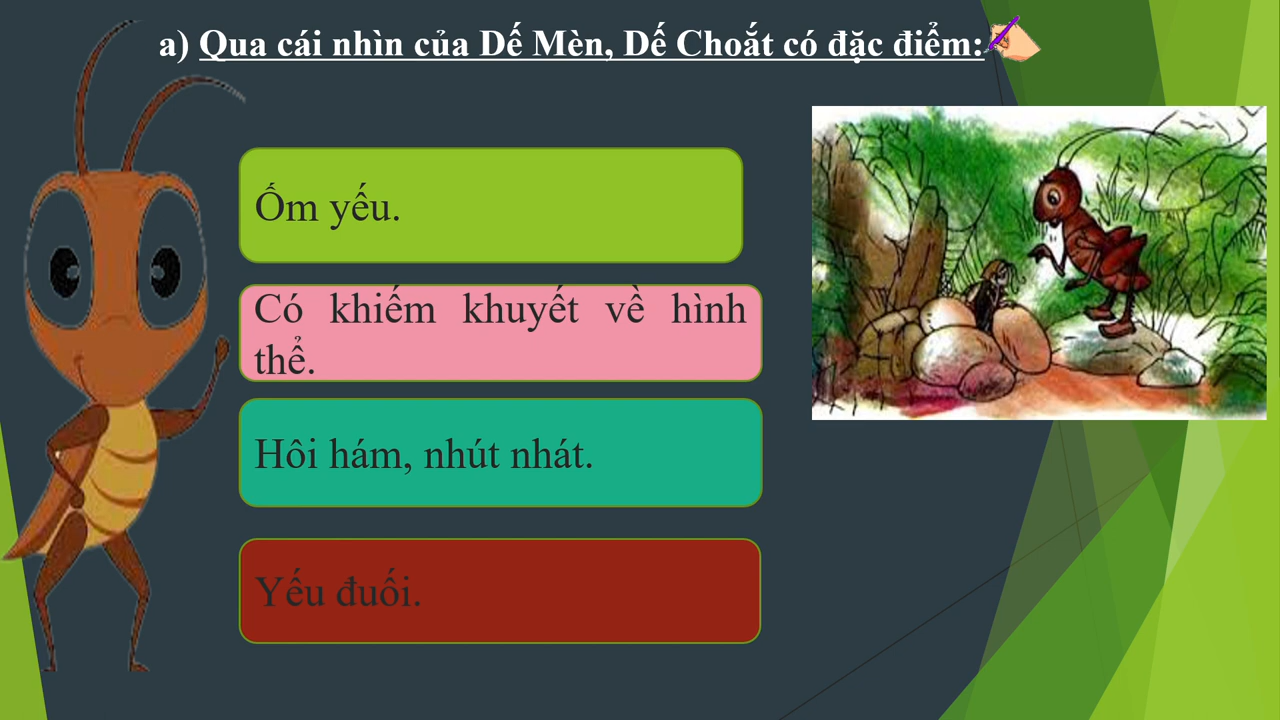 a) Qua cái nhìn của Dế Mèn, Dế Choắt có đặc điểm:
Ốm yếu.
Có khiếm khuyết về hình
thể.
Hôi hám, nhút nhát.
Yếu đuối.